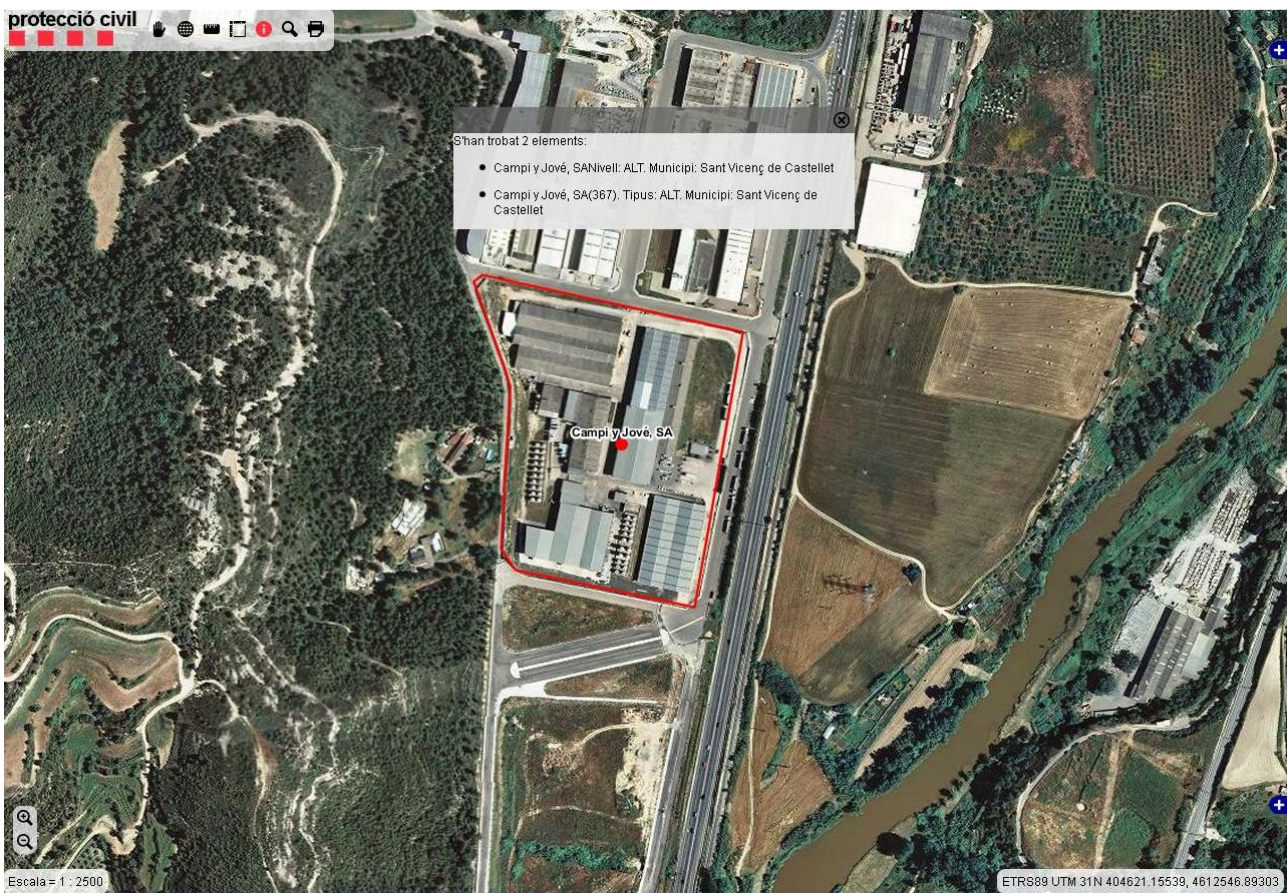 protecció civil
S'han trobat 2 elements:
Campi y Jové, SANivell: ALT. Municipi: Sant Vicenç de Castellet
Campi y Jové, SA(367). Tipus: ALT. Municipi: Sant Vicenç de
Castellet
Campi y Jové, SA
Escala = 1 : 2500
ETRS89 UTM 31N 404621.15539, 4612546.89303